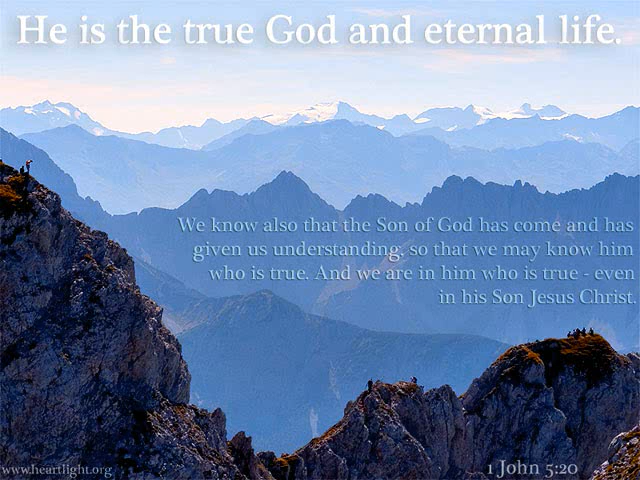 He is the true God and eternal life.
We know also that the Son of God has come and has
given us understanding, so that we may know him
who is true. And we are in him who is true - even
in his Son Jesus Christ.
www.heartlight.org
1 John 5:20